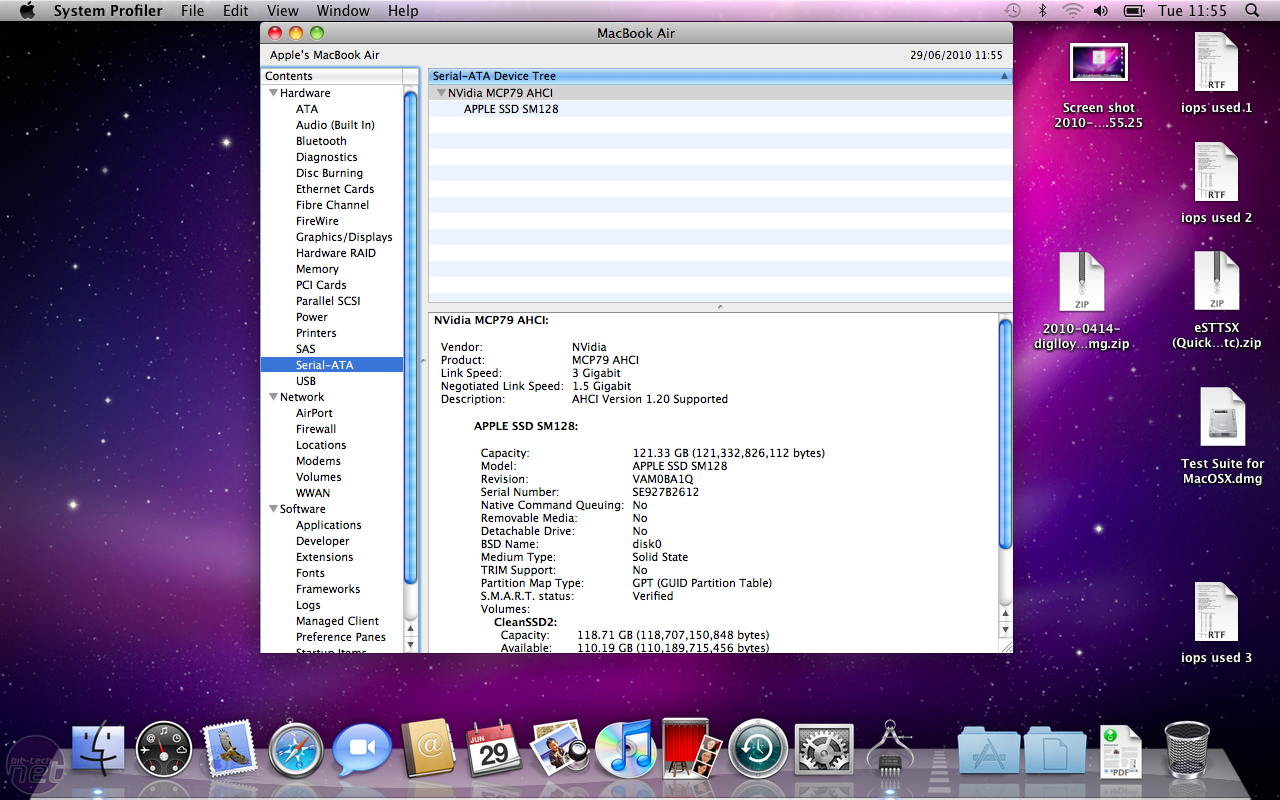 System Profiler File Edit View Window Help
Tue 11:55
MacBook Air
Apple's MacBook Air
29/06/2010 11:55
Contents
Hardware
ATA
Audio (Built In)
Bluetooth
Diagnostics
Disc Burning
Ethernet Cards
Fibre Channel
FireWire
Graphics/Displays
Hardware RAID
Memory
PCI Cards
Parallel SCSI
Power
Printers
SAS
Serial-ATA
USB
Network
AirPort
Firewall
Locations
Modems
Volumes
WWAN
Software
Applications
Developer
Extensions
Fonts
Frameworks
Logs
Managed Client
Preference Panes
Startup Items
Serial-ATA Device Tree
NVidia MCP79 AHCI
APPLE SSD SM128
NVidia MCP79 AHCI:
Vendor: NVidia
Product: MCP79 AHCI
Link Speed: 3 Gigabit
Negotiated Link Speed: 1.5 Gigabit
Description: AHCI Version 1.20 Supported
APPLE SSD SM128:
Capacity: 121.33 GB (121,332,826,112 bytes)
Model: APPLE SSD SM128
Revision: VAM0BA1Q
Serial Number: SE927B2612
Native Command Queuing: No
Removable Media: No
Detachable Drive: No
BSD Name: disk0
Medium Type: Solid State
TRIM Support: No
Partition Map Type: GPT (GUID Partition Table)
S.M.A.R.T. status: Verified
Volumes:
CleanSSD2:
Capacity: 118.71 GB (118,707,150,848 bytes)
Available: 110.19 GB (110,189,715,456 bytes)
Screen shot
2010-....55.25
RTF
iops used 1
RTF
iops used 2
ZIP
2010-0414-
diglloy...mg.zip
ZIP
eSTTSX
(Quick...tc).zip
Test Suite for
MacOSX.dmg
RTF
iops used 3
JUN
29
PDF
bit-tech
net